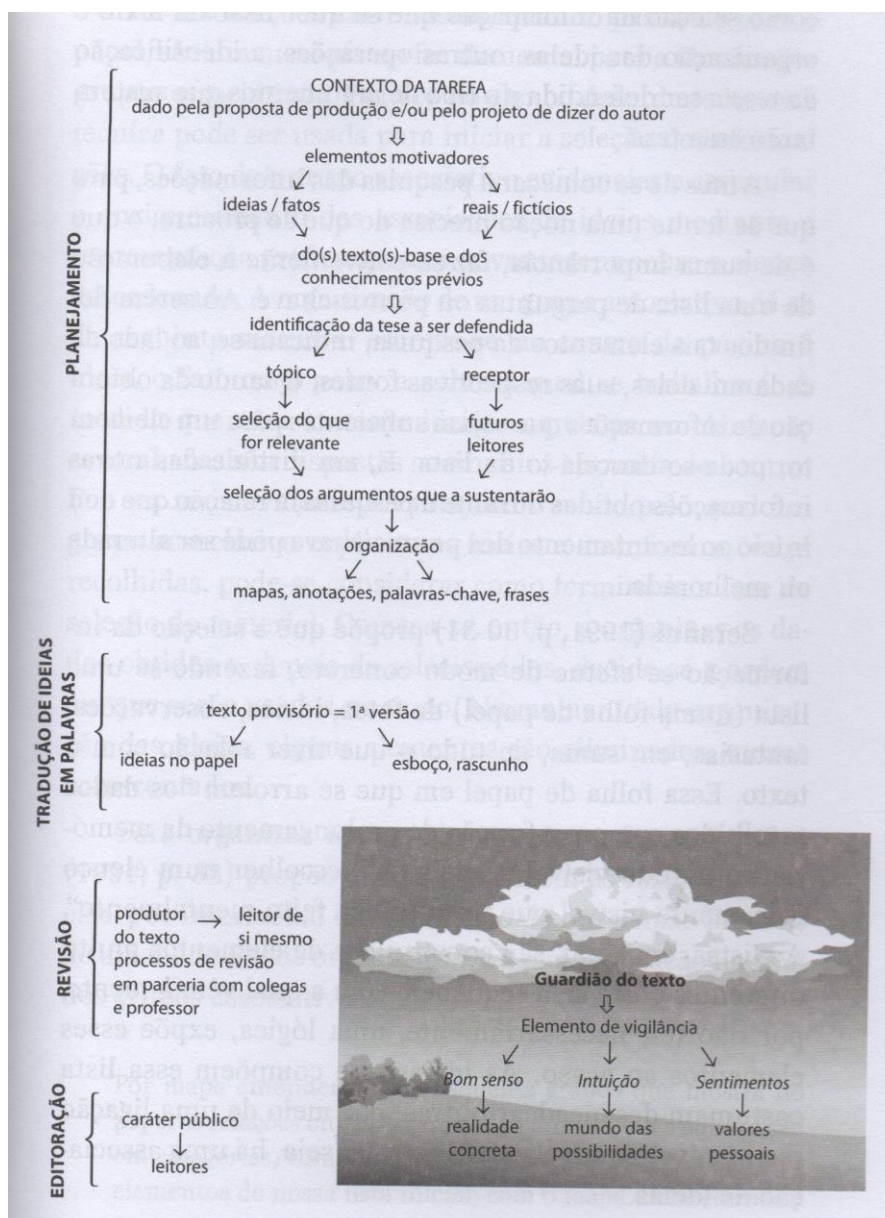 CONTEXTO DA TAREFA
dado pela proposta de produção e/ou pelo projeto de dizer do autor
elementos motivadores
ideias / fatos
reais / fictícios
do(s) texto(s)-base e dos
conhecimentos prévios
identificação da tese a ser defendida
tópico
receptor
seleção do que
for relevante
futuros
leitores
seleção dos argumentos que a sustentarão
organização
mapas, anotações, palavras-chave, frases
PLANEJAMENTO
texto provisório – 1ª versão
ideias no papel
esboço, rascunho
TRADUÇÃO DE IDEIAS
EM PALAVRAS
produtor
do texto
leitor de
si mesmo
processos de revisão
em parceria com colegas
e professor
REVISÃO
caráter público
leitores
EDITORAÇÃO
Guardião do texto
Elemento de vigilância
Bom senso
Intuição
Sentimentos
realidade
concreta
mundo das
possibilidades
valores
pessoais